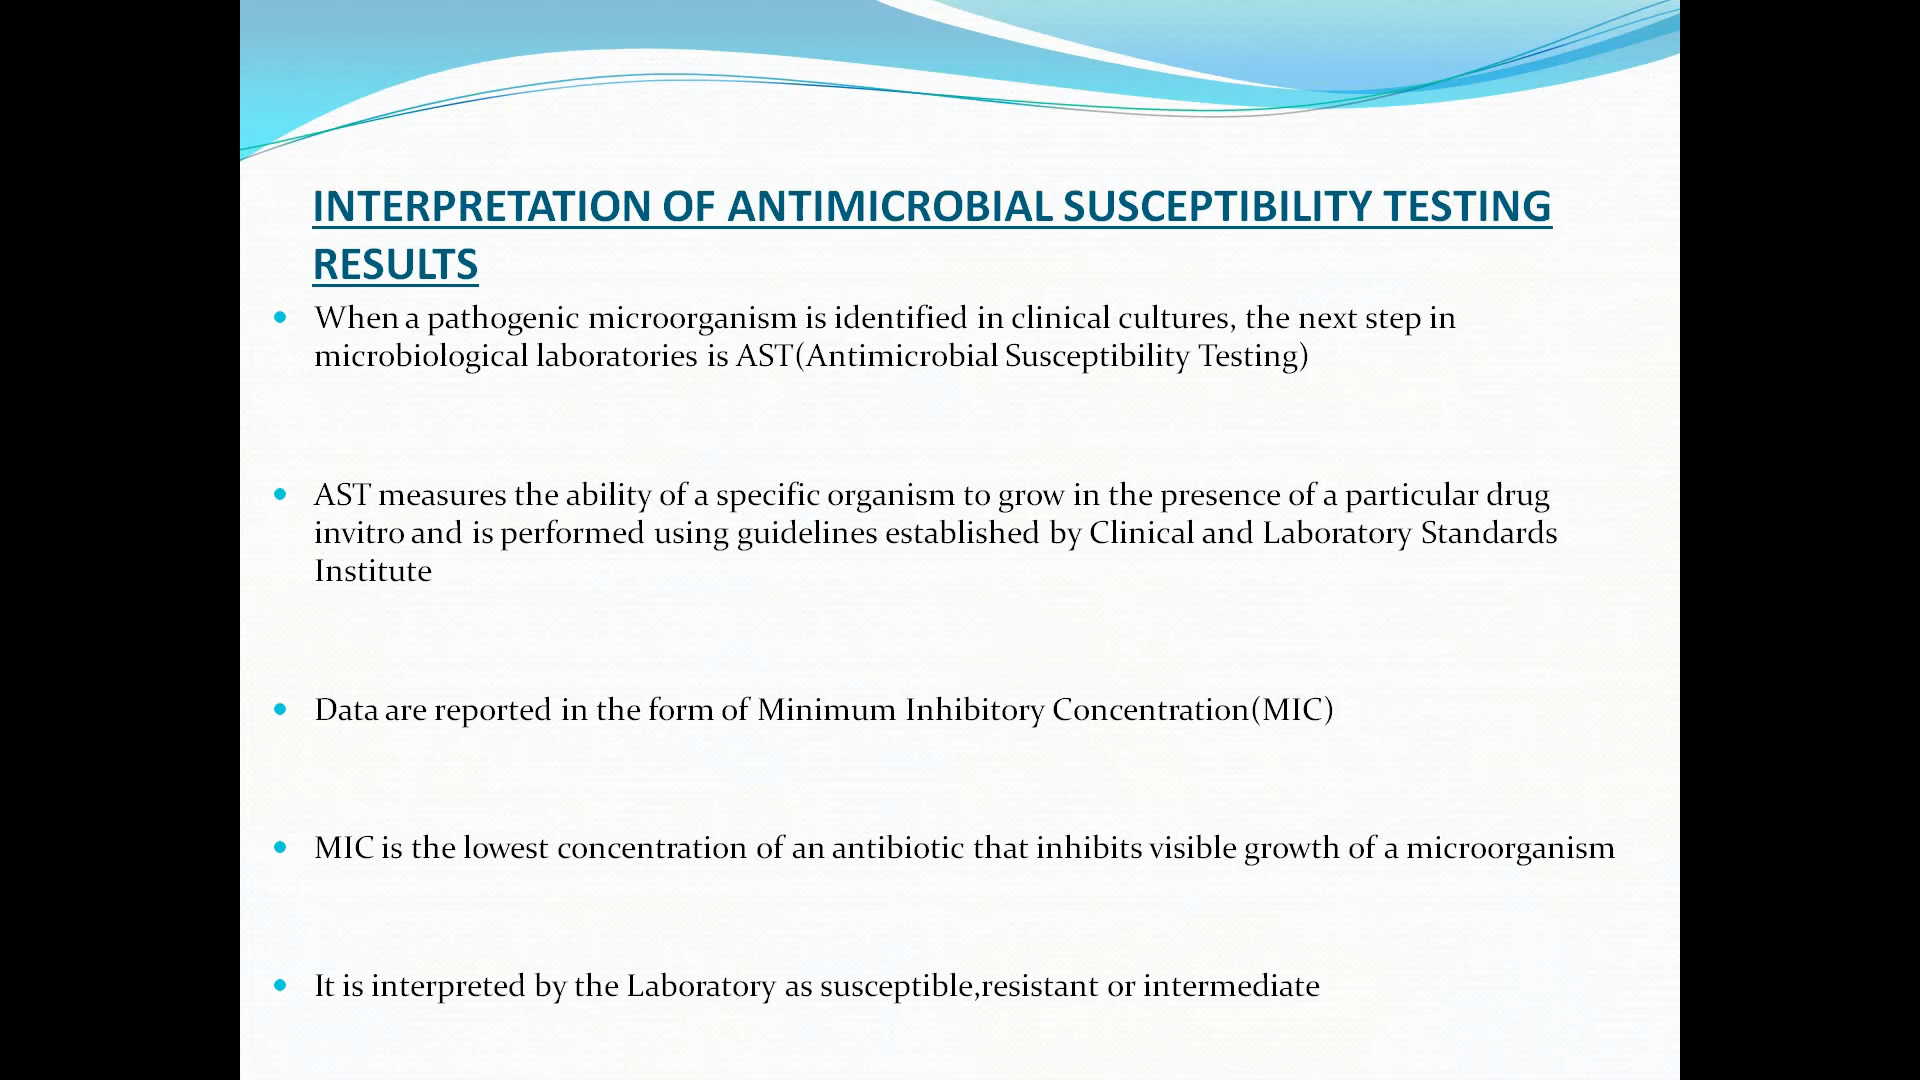 INTERPRETATION OF ANTIMICROBIAL SUSCEPTIBILITY TESTING
RESULTS
• When a pathogenic microorganism is identified in clinical cultures, the next step in
microbiological laboratories is AST(Antimicrobial Susceptibility Testing)
• AST measures the ability of a specific organism to grow in the presence of a particular drug
invitro and is performed using guidelines established by Clinical and Laboratory Standards
Institute
• Data are reported in the form of Minimum Inhibitory Concentration(MIC)
• MIC is the lowest concentration of an antibiotic that inhibits visible growth of a microorganism
• It is interpreted by the Laboratory as susceptible,resistant or intermediate